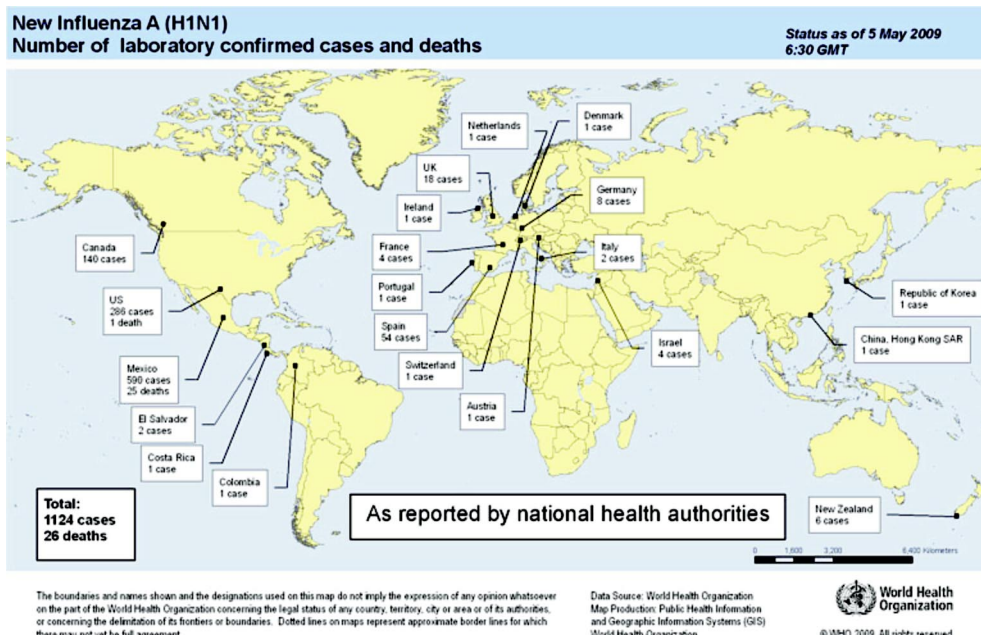 New Influenza A (H1N1)
Number of laboratory confirmed cases and deaths
Status as of 5 May 2009
6:30 GMT
Netherlands
1 case
Denmark
1 case
UK
18 cases
Germany
8 cases
Ireland
1 case
France
4 cases
Italy
2 cases
Canada
140 cases
Portugal
1 case
US
286 cases
1 death
Republic of Korea
1 case
Spain
54 cases
China, Hong Kong SAR
1 case
Israel
4 cases
Switzerland
1 case
Mexico
590 cases
25 deaths
Austria
1 case
El Salvador
2 cases
Costa Rica
1 case
Colombia
1 case
Total:
1124 cases
26 deaths
As reported by national health authorities
New Zealand
6 cases
0 1,600 3,200 6,400 Kilometers
The boundaries and names shown and the designations used on this map do not imply the expression of any opinion whatsoever
on the part of the World Health Organization concerning the legal status of any country, territory, city or area or of its authorities,
or concerning the delimitation of its frontiers or boundaries. Dotted lines on maps represent approximate border lines for which
there may not yet be full agreement.
Data Source: World Health Organization
Map Production: Public Health Information
and Geographic Information Systems (GIS)
World Health Organization
World Health
Organization
© WHO 2009. All rights reserved